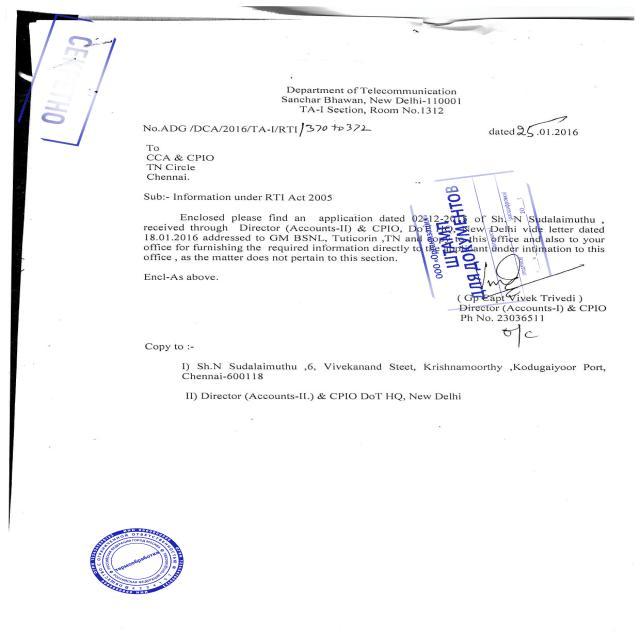 СЕКЕТНО
Department of Telecommunication
Sanchar Bhawan, New Delhi-110001
TA-I Section, Room No.1312
No.ADG /DCA/2016/TA-I/RTI/370 to 372 dated 25.01.2016
To
CCA & CPIO
TN Circle
Chennai.
Sub:- Information under RTI Act 2005
Enclosed please find an application dated 02-12-2015 of Sh. N Sudalaimuthu ,
received through Director (Accounts-II) & CPIO, DoT HQ, New Delhi vide letter dated
18.01.2016 addressed to GM BSNL, Tuticorin ,TN and copy to this office and also to your
office for furnishing the required information directly to the applicant under intimation to this
office , as the matter does not pertain to this section.
Encl-As above.
ШТАМП
ДЛЯ ДОКУМЕНТОВ
( Gp Capt Vivek Trivedi )
Director (Accounts-I) & CPIO
Ph No. 23036511
o/c
Copy to :-
I) Sh.N Sudalaimuthu ,6, Vivekanand Steet, Krishnamoorthy ,Kodugaiyoor Port,
Chennai-600118
II) Director (Accounts-II.) & CPIO DoT HQ, New Delhi
термообработка